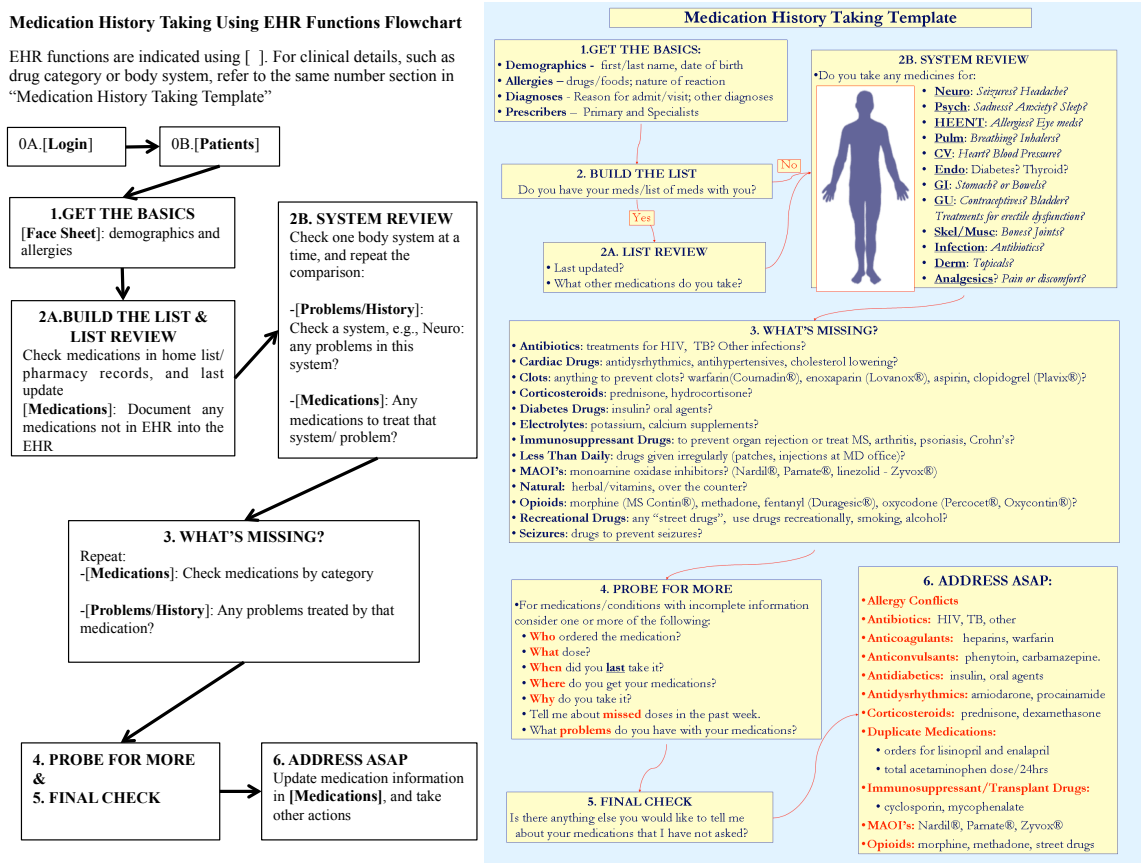 Medication History Taking Using EHR Functions Flowchart
EHR functions are indicated using [ ]. For clinical details, such as
drug category or body system, refer to the same number section in
“Medication History Taking Template”
0A.[Login]
0B.[Patients]
1.GET THE BASICS
[Face Sheet]: demographics and
allergies
2A.BUILD THE LIST &
LIST REVIEW
Check medications in home list/
pharmacy records, and last
update
[Medications]: Document any
medications not in EHR into the
EHR
2B. SYSTEM REVIEW
Check one body system at a
time, and repeat the
comparison:
-[Problems/History]:
Check a system, e.g., Neuro:
any problems in this
system?
-[Medications]: Any
medications to treat that
system/ problem?
3. WHAT’S MISSING?
Repeat:
-[Medications]: Check medications by category
-[Problems/History]: Any problems treated by that
medication?
4. PROBE FOR MORE
&
5. FINAL CHECK
6. ADDRESS ASAP
Update medication information
in [Medications], and take
other actions
Medication History Taking Template
1.GET THE BASICS:
• Demographics - first/last name, date of birth
• Allergies – drugs/foods; nature of reaction
• Diagnoses - Reason for admit/visit; other diagnoses
• Prescribers – Primary and Specialists
2. BUILD THE LIST
Do you have your meds/list of meds with you?
No
Yes
2A. LIST REVIEW
• Last updated?
• What other medications do you take?
2B. SYSTEM REVIEW
•Do you take any medicines for:
• Neuro: Seizures? Headache?
• Psych: Sadness? Anxiety? Sleep?
• HEENT: Allergies? Eye meds?
• Pulm: Breathing? Inhalers?
• CV: Heart? Blood Pressure?
• Endo: Diabetes? Thyroid?
• GI: Stomach? or Bowels?
• GU: Contraceptives? Bladder?
Treatments for erectile dysfunction?
• Skel/Musc: Bones? Joints?
• Infection: Antibiotics?
• Derm: Topicals?
• Analgesics? Pain or discomfort?
3. WHAT’S MISSING?
• Antibiotics: treatments for HIV, TB? Other infections?
• Cardiac Drugs: antidysrhythmics, antihypertensives, cholesterol lowering?
• Clots: anything to prevent clots? warfarin(Coumadin®), enoxaparin (Lovanox®), aspirin, clopidogrel (Plavix®)?
• Corticosteroids: prednisone, hydrocortisone?
• Diabetes Drugs: insulin? oral agents?
• Electrolytes: potassium, calcium supplements?
• Immunosuppressant Drugs: to prevent organ rejection or treat MS, arthritis, psoriasis, Crohn’s?
• Less Than Daily: drugs given irregularly (patches, injections at MD office)?
• MAOI’s: monoamine oxidase inhibitors? (Nardil®, Parnate®, linezolid - Zyvox®)
• Natural: herbal/vitamins, over the counter?
• Opioids: morphine (MS Contin®), methadone, fentanyl (Duragesic®), oxycodone (Percocet®, Oxycontin®)?
• Recreational Drugs: any “street drugs”, use drugs recreationally, smoking, alcohol?
• Seizures: drugs to prevent seizures?
4. PROBE FOR MORE
•For medications/conditions with incomplete information
consider one or more of the following:
• Who ordered the medication?
• What dose?
• When did you last take it?
• Where do you get your medications?
• Why do you take it?
• Tell me about missed doses in the past week.
• What problems do you have with your medications?
5. FINAL CHECK
Is there anything else you would like to tell me
about your medications that I have not asked?
6. ADDRESS ASAP:
•Allergy Conflicts
•Antibiotics: HIV, TB, other
•Anticoagulants: heparins, warfarin
•Anticonvulsants: phenytoin, carbamazepine.
•Antidiabetics: insulin, oral agents
•Antidysrhythmics: amiodarone, procainamide
•Corticosteroids: prednisone, dexamethasone
•Duplicate Medications:
• orders for lisinopril and enalapril
• total acetaminophen dose/24hrs
•Immunosuppressant/Transplant Drugs:
• cyclosporin, mycophenalate
•MAOI’s: Nardil®, Parnate®, Zyvox®
•Opioids: morphine, methadone, street drugs